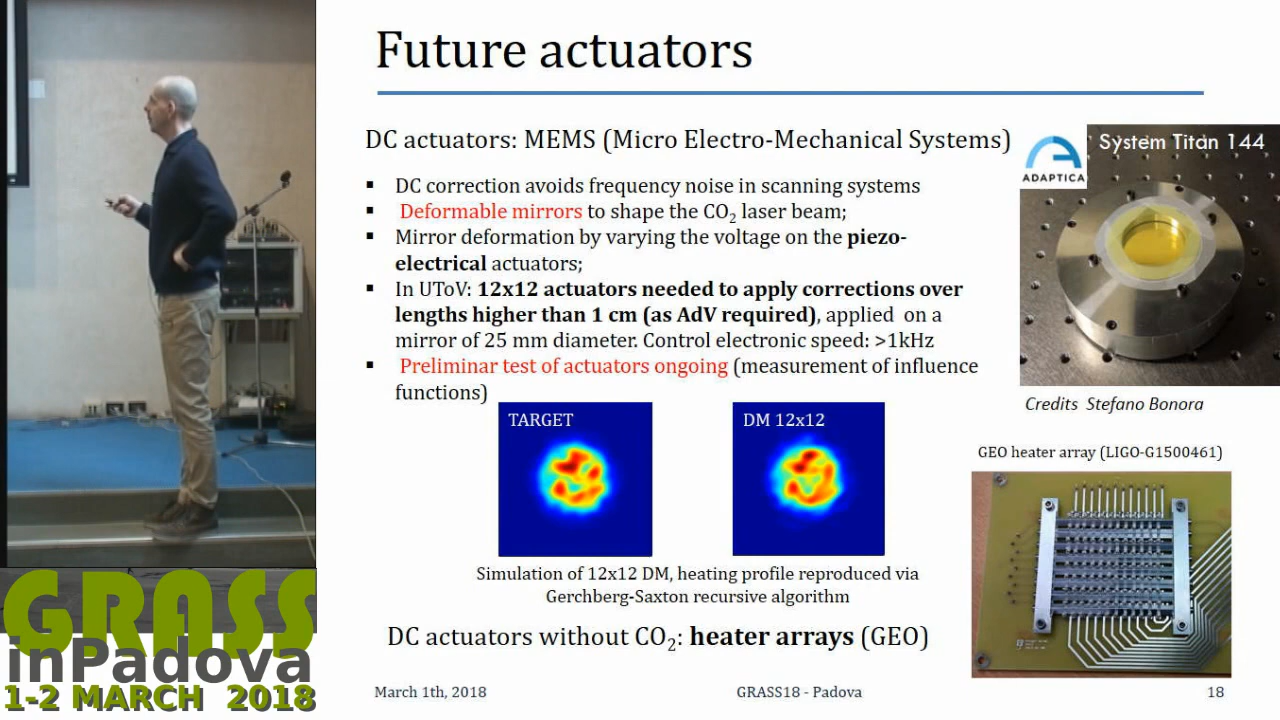 Future actuators
DC actuators: MEMS (Micro Electro-Mechanical Systems)
▪ DC correction avoids frequency noise in scanning systems
▪ Deformable mirrors to shape the CO₂ laser beam;
▪ Mirror deformation by varying the voltage on the piezo-
electrical actuators;
▪ In UToV: 12x12 actuators needed to apply corrections over
lengths higher than 1 cm (as AdV required), applied on a
mirror of 25 mm diameter. Control electronic speed: >1kHz
▪ Preliminar test of actuators ongoing (measurement of influence
functions)
ADAPTICA
System Titan 144
Credits Stefano Bonora
TARGET
DM 12x12
Simulation of 12x12 DM, heating profile reproduced via
Gerchberg-Saxton recursive algorithm
GEO heater array (LIGO-G1500461)
DC actuators without CO₂: heater arrays (GEO)
March 1th, 2018
GRASS18 - Padova
18
GRASS
inPadova
1-2 MARCH 2018